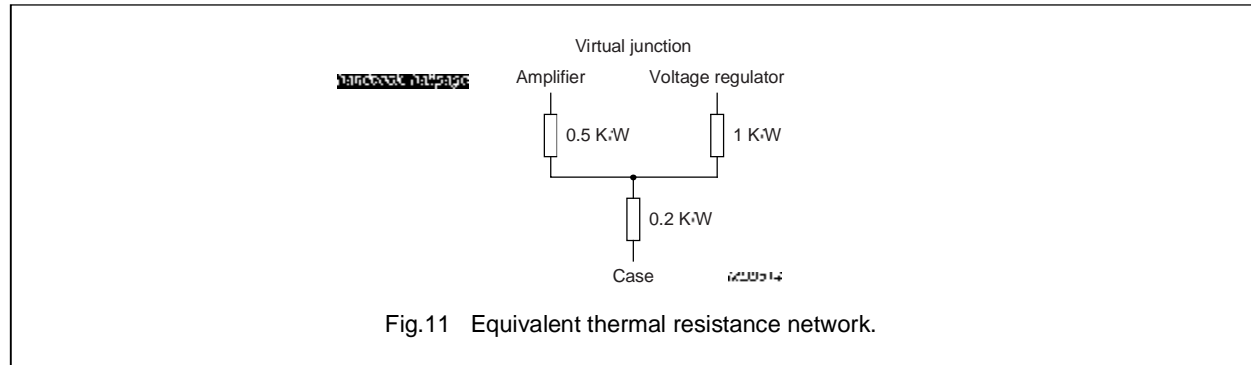 Virtual junction
Amplifier Voltage regulator
0.5 K/W 1 K/W
0.2 K/W
Case
Fig.11 Equivalent thermal resistance network.